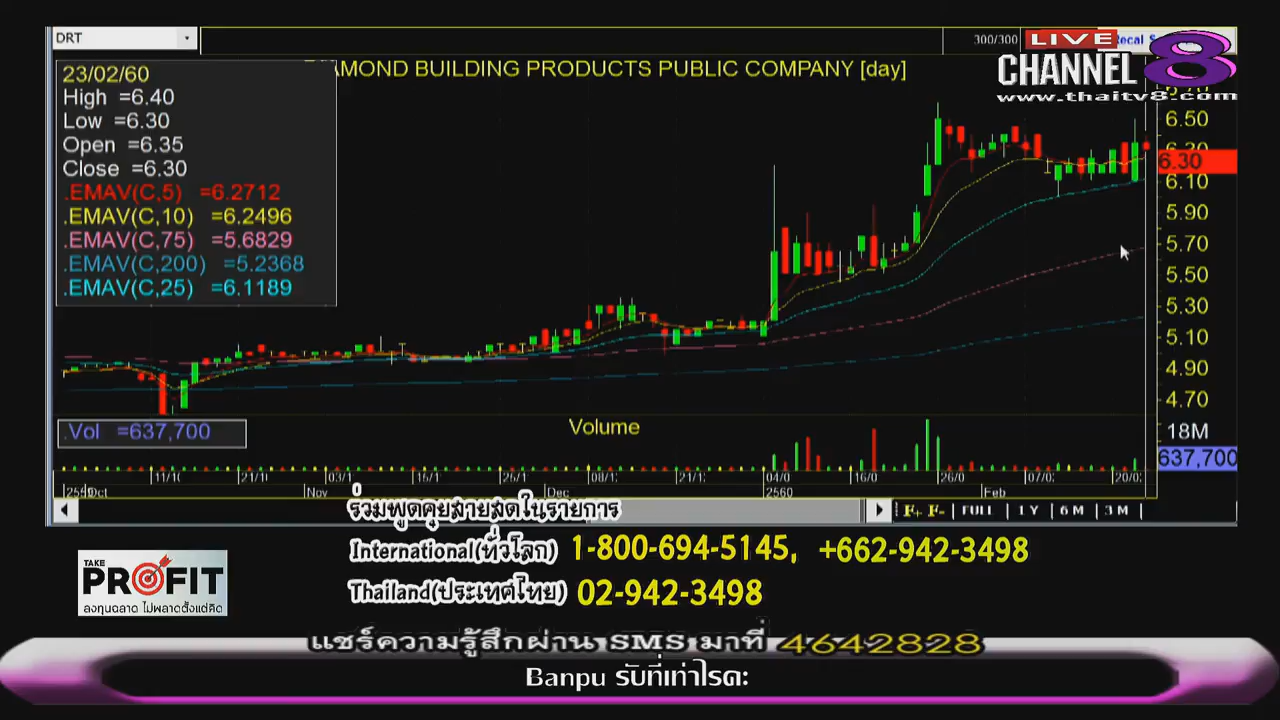 DRT
300/300
LIVE
CHANNEL 8
www.thaitv8.com
DIAMOND BUILDING PRODUCTS PUBLIC COMPANY [day]
23/02/60
High =6.40
Low =6.30
Open =6.35
Close =6.30
.EMAV(C,5) =6.2712
.EMAV(C,10) =6.2496
.EMAV(C,75) =5.6829
.EMAV(C,200) =5.2368
.EMAV(C,25) =6.1189
6.50
6.30
6.10
5.90
5.70
5.50
5.30
5.10
4.90
4.70
.Vol =637,700
Volume
18M
637,700
Oct Nov Dec 2560 Feb
F+ F- FULL 1 Y 6 M 3 M
ร่วมพูดคุยสายสดในรายการ
International(ทั่วโลก) 1-800-694-5145, +662-942-3498
Thailand(ประเทศไทย) 02-942-3498
TAKE
PROFIT
ลงทุนฉลาด ไม่พลาดตั้งแต่คิด
แชร์ความรู้สึกผ่าน SMS มาที่ 4642828
Banpu รับที่เท่าไรคะ